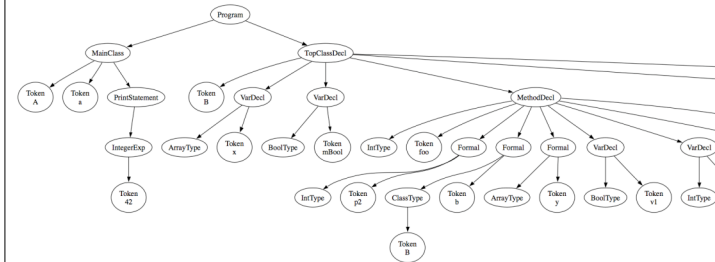 Program
MainClass
TopClassDecl
Token
A
Token
a
PrintStatement
Token
B
VarDecl
VarDecl
MethodDecl
IntegerExp
ArrayType
Token
x
BoolType
Token
mBool
IntType
Token
foo
Formal
Formal
Formal
VarDecl
VarDecl
Token
42
IntType
Token
p2
ClassType
Token
b
ArrayType
Token
y
BoolType
Token
v1
IntType
Token
B